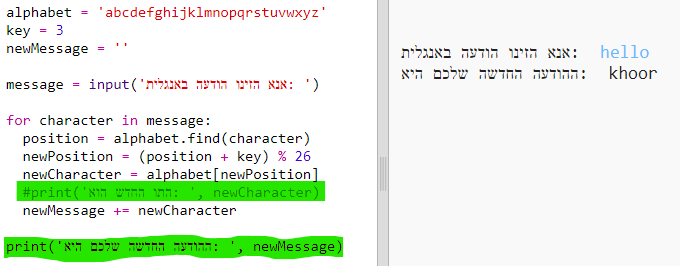 alphabet = 'abcdefghijklmnopqrstuvwxyz'
key = 3
newMessage = ''
message = input('אנא הזינו הודעה באנגלית: ')
for character in message:
position = alphabet.find(character)
newPosition = (position + key) % 26
newCharacter = alphabet[newPosition]
#print('התו החדש הוא: ', newCharacter)
newMessage += newCharacter
print('ההודעה החדשה שלכם היא: ', newMessage)
אנא הזינו הודעה באנגלית: hello
ההודעה החדשה שלכם היא: khoor